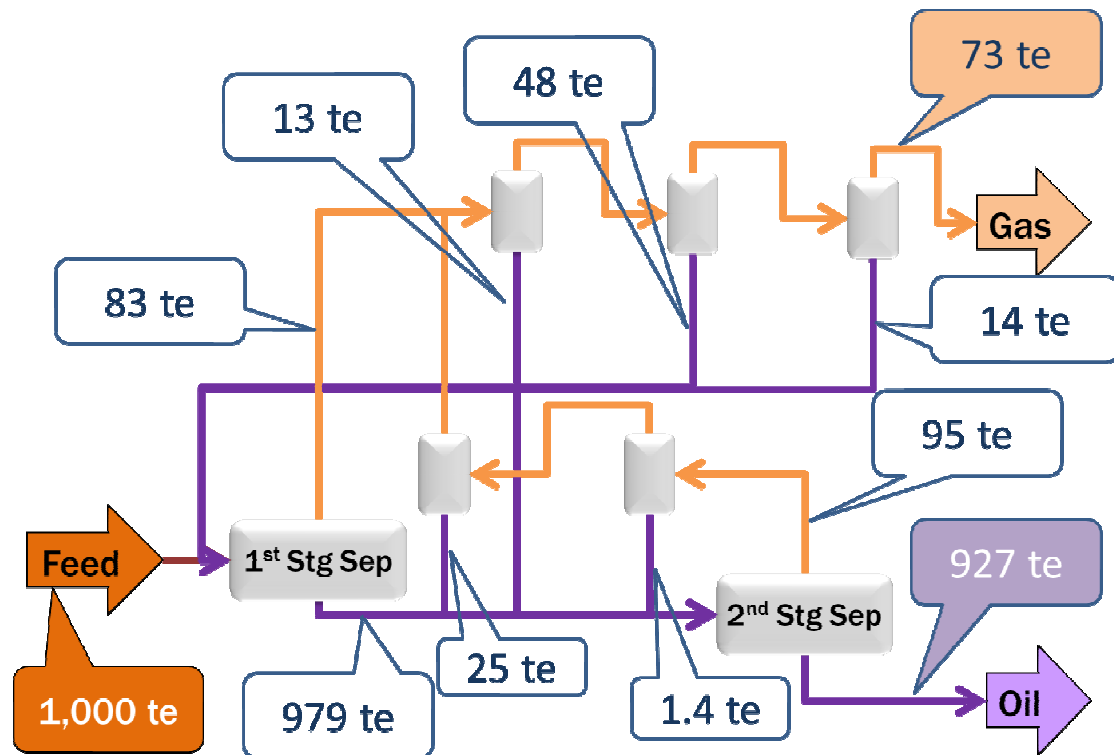 73 te
48 te
13 te
Gas
83 te
14 te
95 te
Feed
1st Stg Sep
927 te
2nd Stg Sep
25 te
1,000 te
979 te
1.4 te
Oil